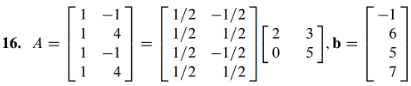 16. A = [ 1 −1 ; 1 4 ; 1 −1 ; 1 4 ] = [ 1/2 −1/2 ; 1/2 1/2 ; 1/2 −1/2 ; 1/2 1/2 ] [ 2 3 ; 0 5 ], b = [ −1 ; 6 ; 5 ; 7 ]